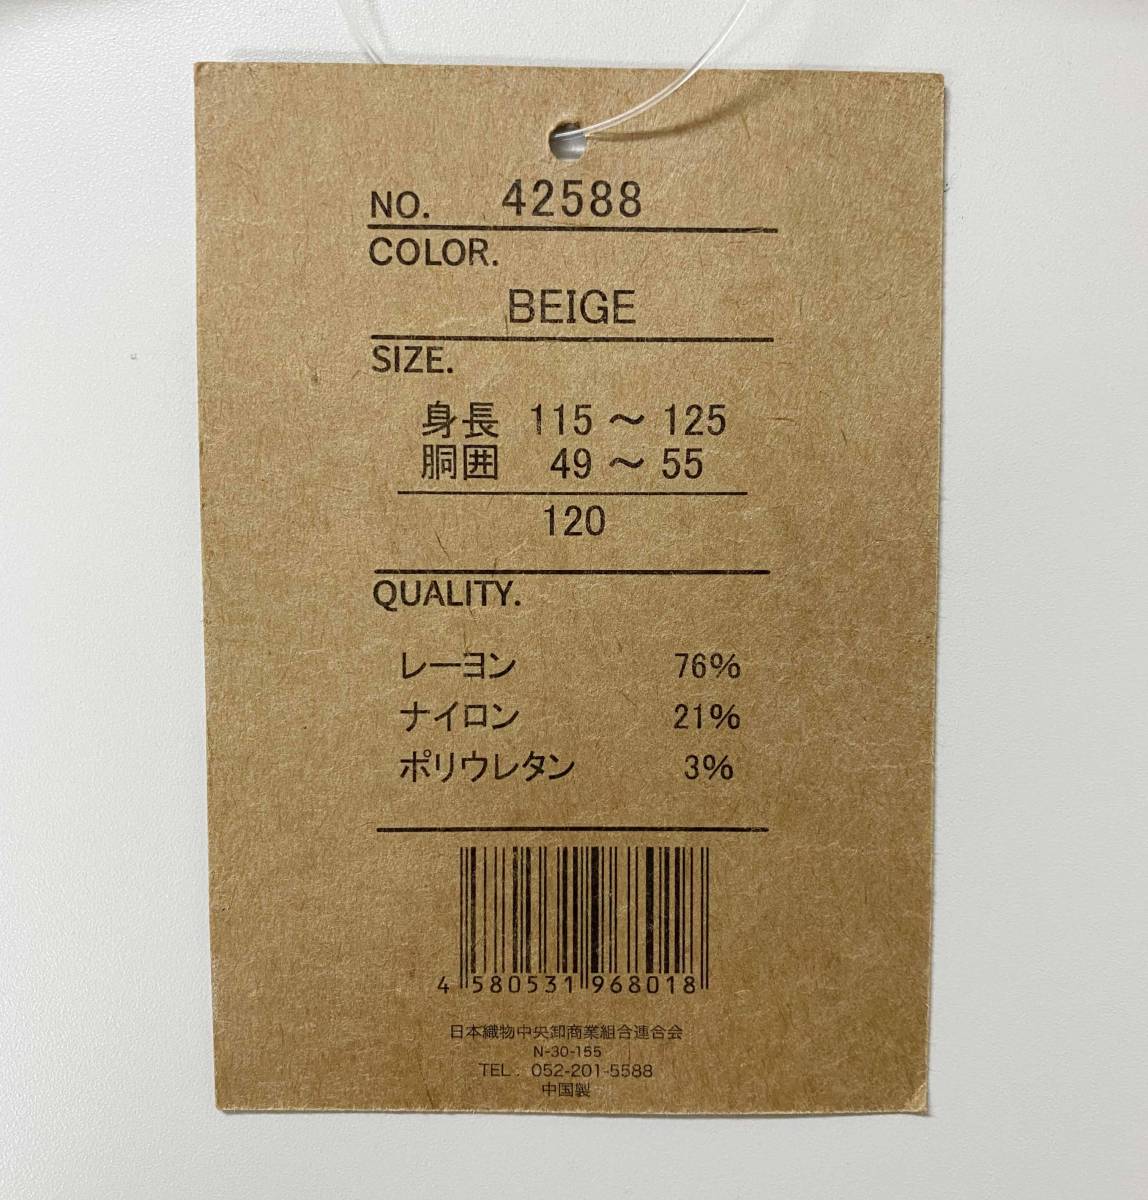 NO. 42588
COLOR.
BEIGE
SIZE.
身長 115 ～ 125
胴囲 49 ～ 55
120
QUALITY.
レーヨン 76%
ナイロン 21%
ポリウレタン 3%
4 580531 968018
日本織物中央卸商業組合連合会
N-30-155
TEL. 052-201-5588
中国製